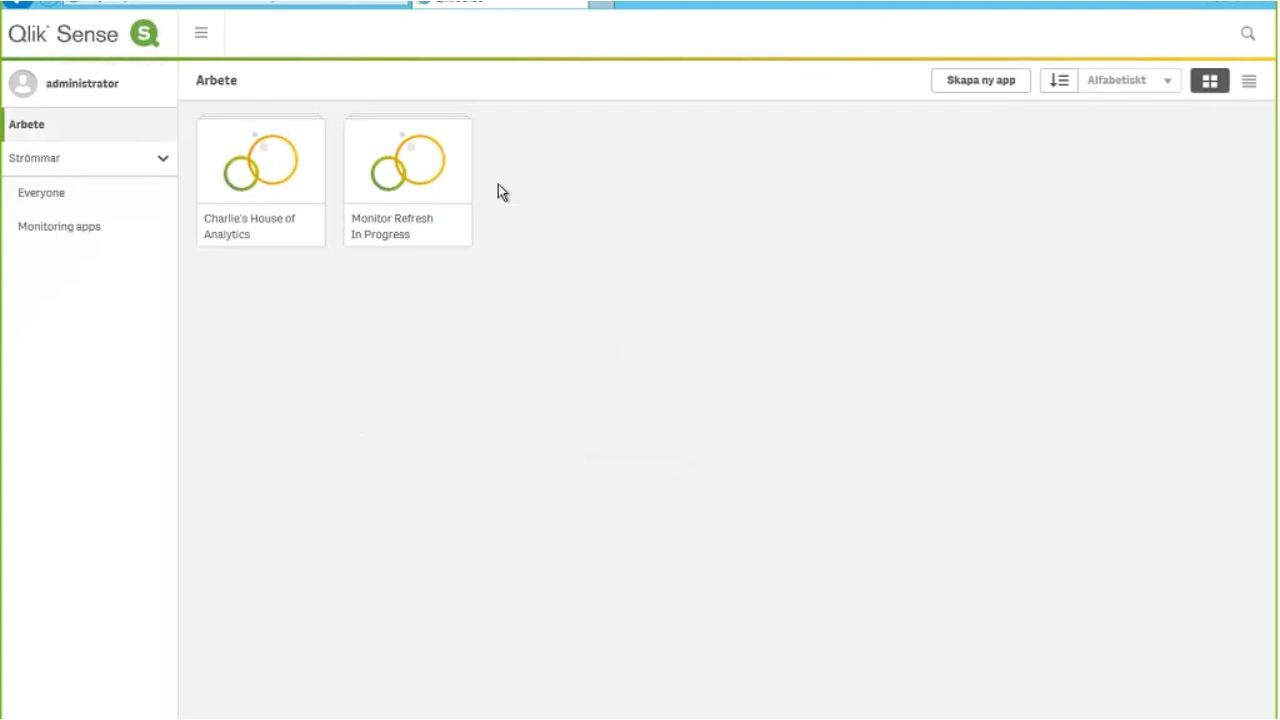 Qlik Sense
administrator
Arbete
Skapa ny app
Alfabetiskt
Arbete
Strömmar
Everyone
Monitoring apps
Charlie's House of
Analytics
Monitor Refresh
In Progress